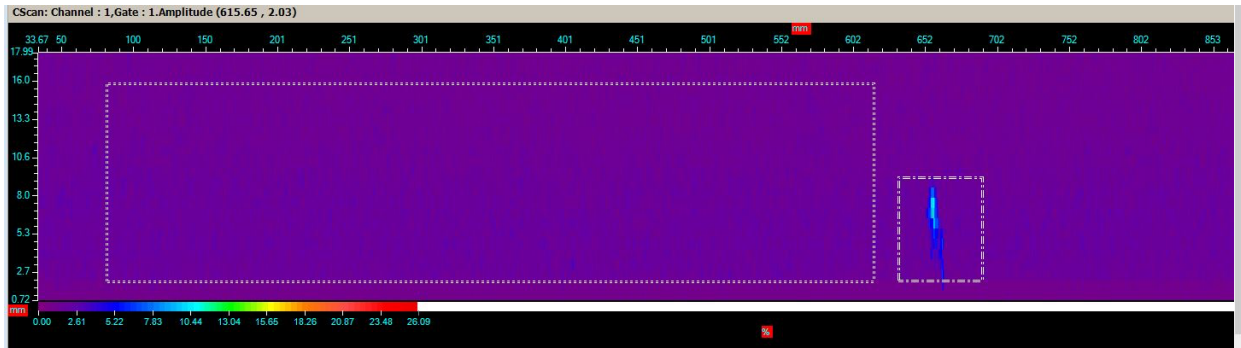 CScan: Channel : 1,Gate : 1.Amplitude (615.65 , 2.03)
mm
33.67 50 100 150 201 251 301 351 401 451 501 552 602 652 702 752 802 853
17.99
16.0
13.3
10.6
8.0
5.3
2.7
0.72
mm
0.00 2.61 5.22 7.83 10.44 13.04 15.65 18.26 20.87 23.48 26.09
%